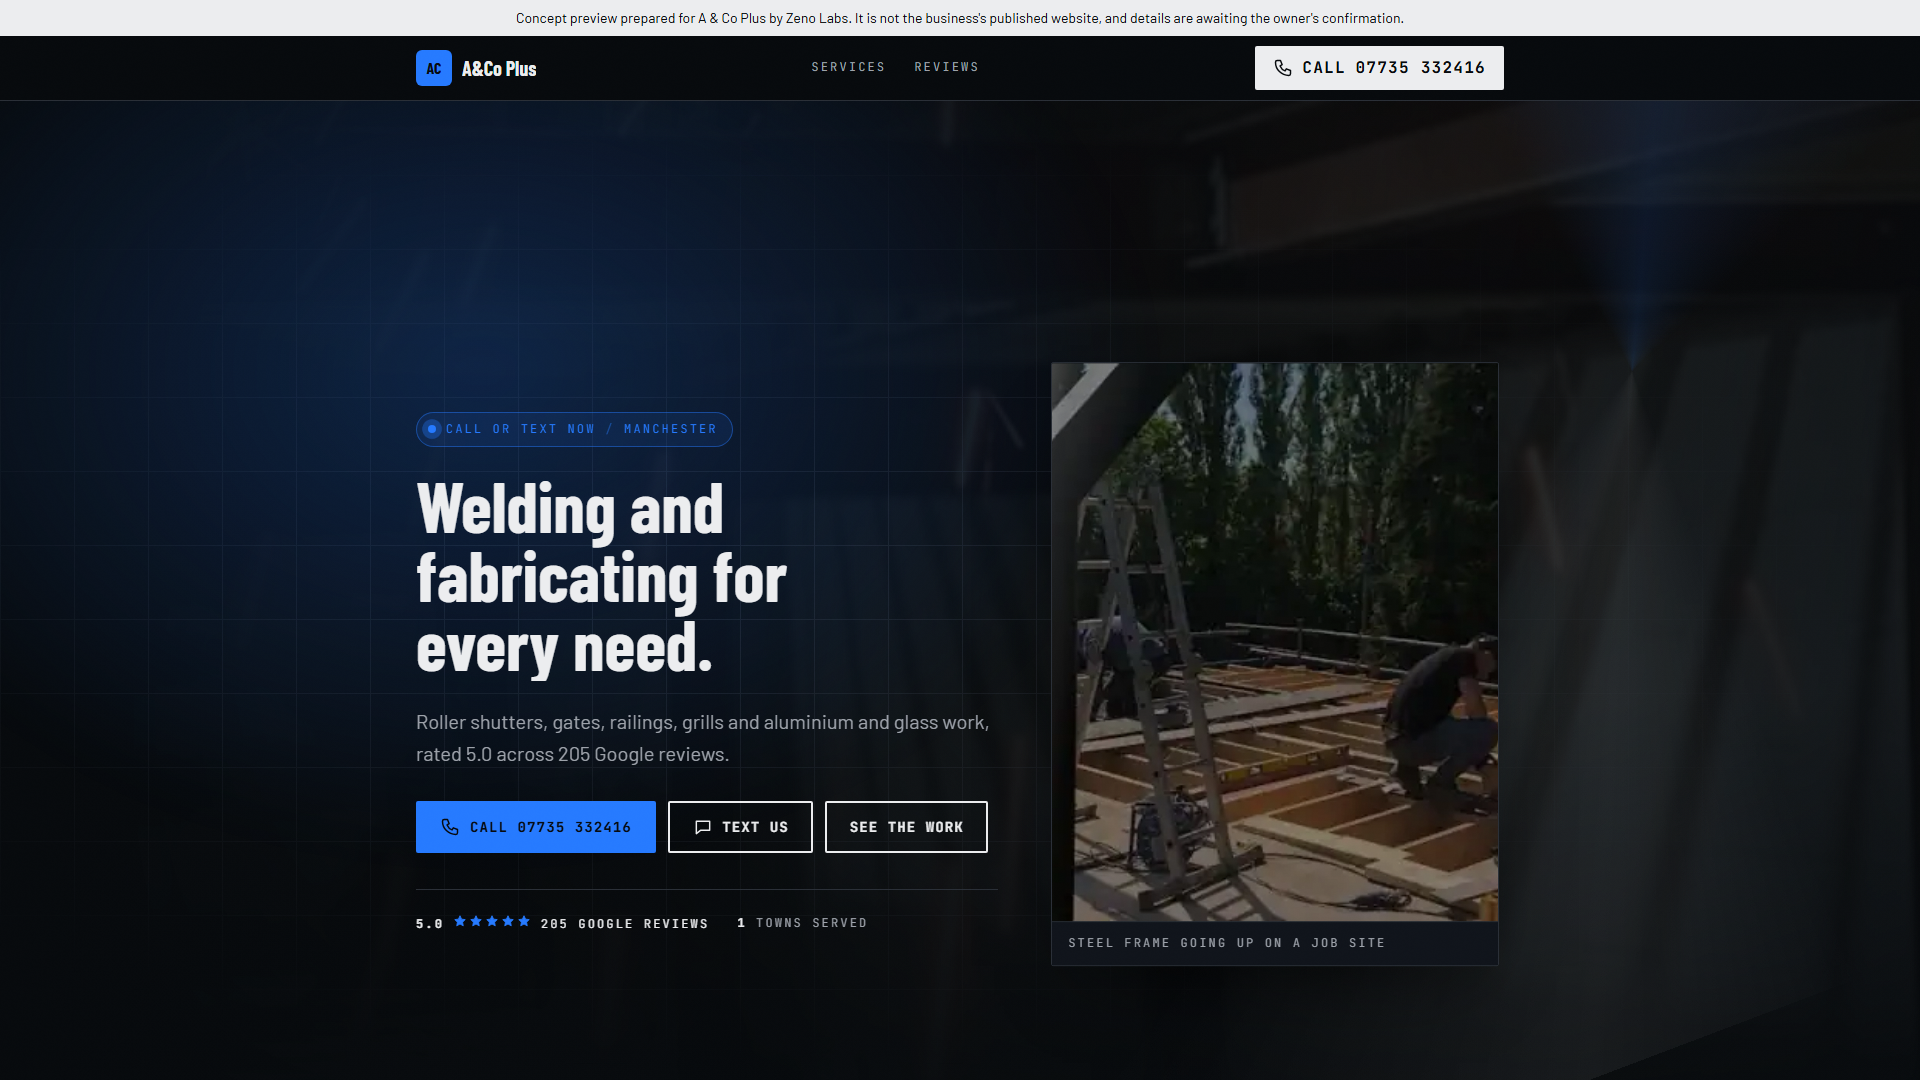 Concept preview prepared for A & Co Plus by Zeno Labs. It is not the business's published website, and details are awaiting the owner's confirmation.
AC A&Co Plus
SERVICES REVIEWS
CALL 07735 332416
CALL OR TEXT NOW / MANCHESTER
Welding and
fabricating for
every need.
Roller shutters, gates, railings, grills and aluminium and glass work,
rated 5.0 across 205 Google reviews.
CALL 07735 332416
TEXT US
SEE THE WORK
5.0 ★★★★★ 205 GOOGLE REVIEWS 1 TOWNS SERVED
STEEL FRAME GOING UP ON A JOB SITE